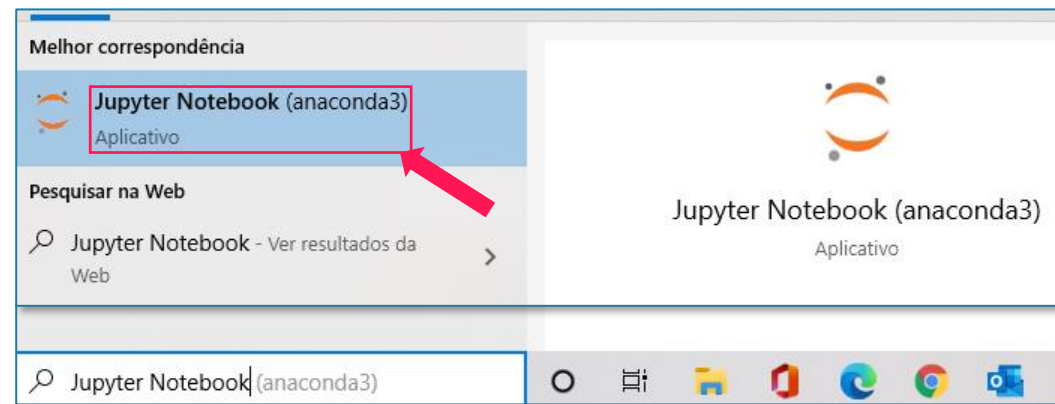 Melhor correspondência
Jupyter Notebook (anaconda3)
Aplicativo
Pesquisar na Web
Jupyter Notebook - Ver resultados da
Web
Jupyter Notebook (anaconda3)
Aplicativo
Jupyter Notebook (anaconda3)